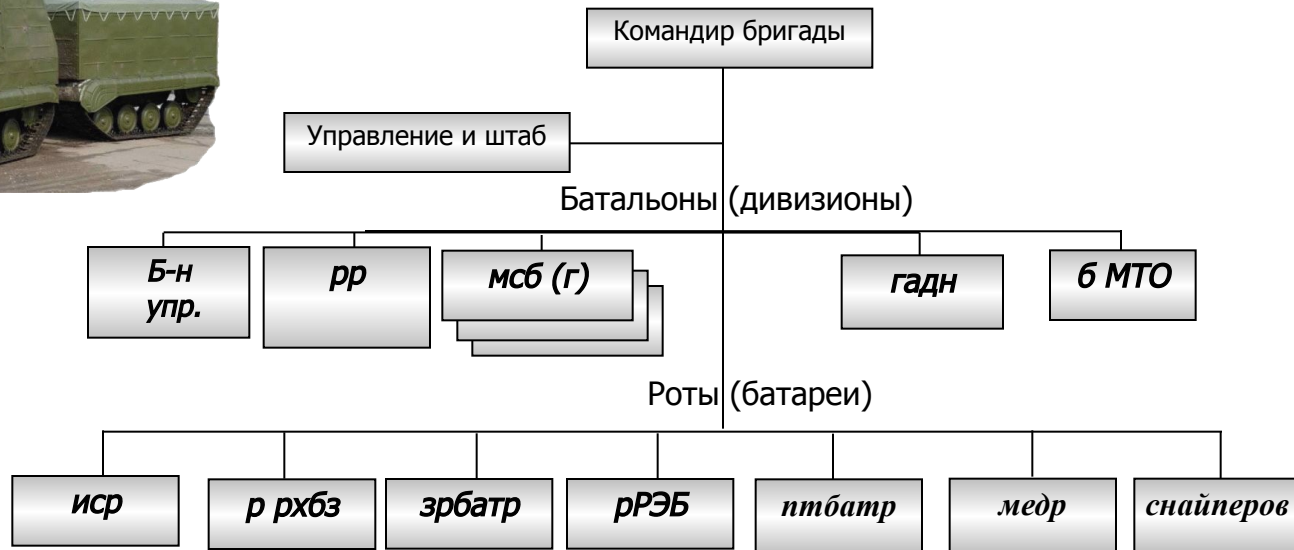 Командир бригады
Управление и штаб
Батальоны (дивизионы)
Б-н
упр.
рр
мсб (г)
гадн
б МТО
Роты (батареи)
иср
р рхбз
зрбатр
рРЭБ
птбатр
медр
снайперов